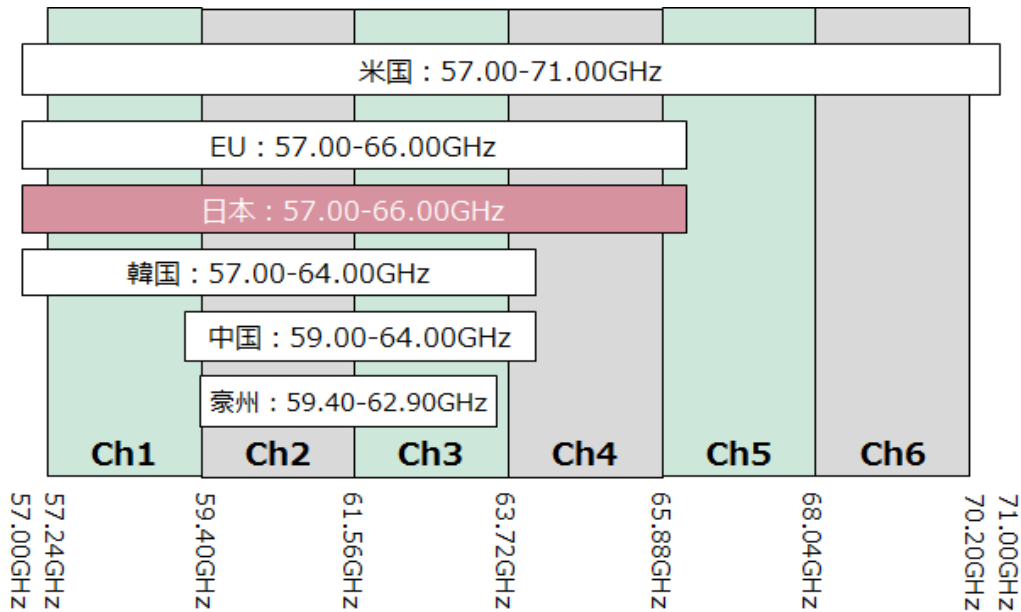 米国：57.00-71.00GHz
EU：57.00-66.00GHz
日本：57.00-66.00GHz
韓国：57.00-64.00GHz
中国：59.00-64.00GHz
豪州：59.40-62.90GHz
Ch1 Ch2 Ch3 Ch4 Ch5 Ch6
57.00GHz
57.24GHz
59.40GHz
61.56GHz
63.72GHz
65.88GHz
68.04GHz
70.20GHz
71.00GHz